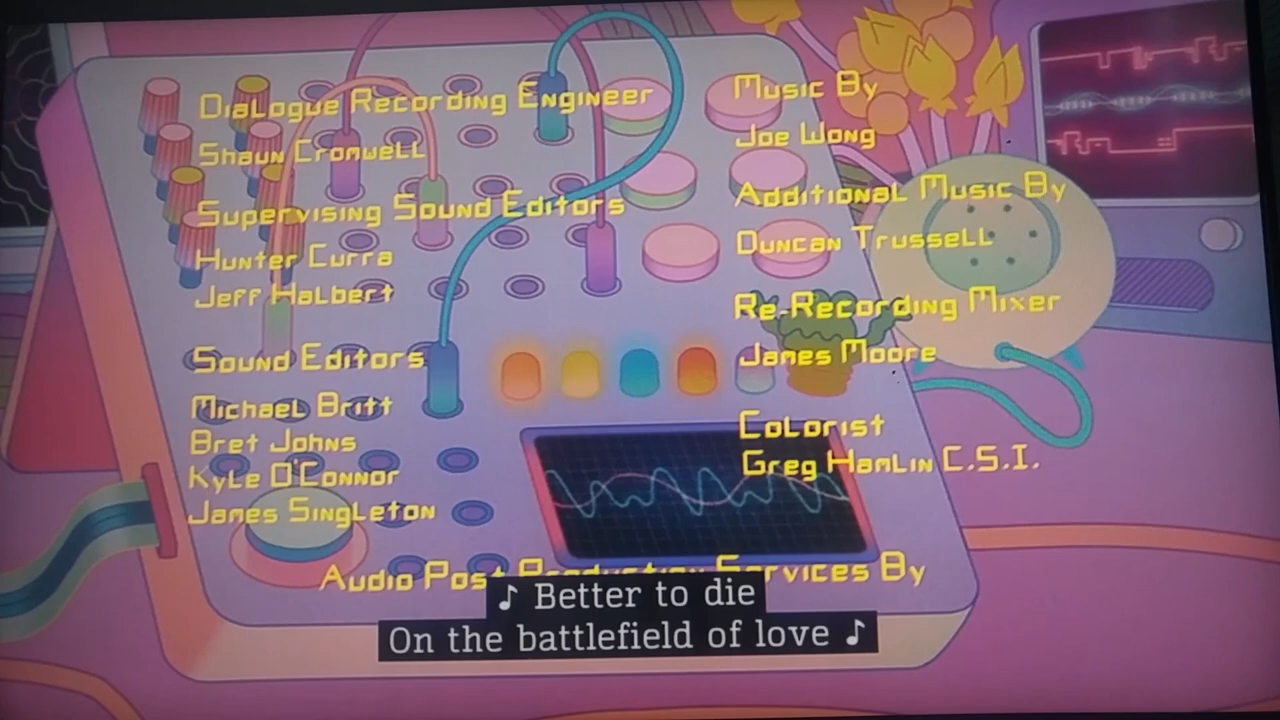 Dialogue Recording Engineer
Shaun Cromwell
Supervising Sound Editors
Hunter Curra
Jeff Halbert
Sound Editors
Michael Britt
Bret Johns
Kyle O'Connor
James Singleton
Music By
Joe Wong
Additional Music By
Duncan Trussell
Re-Recording Mixer
James Moore
Colorist
Greg Hamlin C.S.I.
Audio Post Production Services By
♪ Better to die
On the battlefield of love ♪